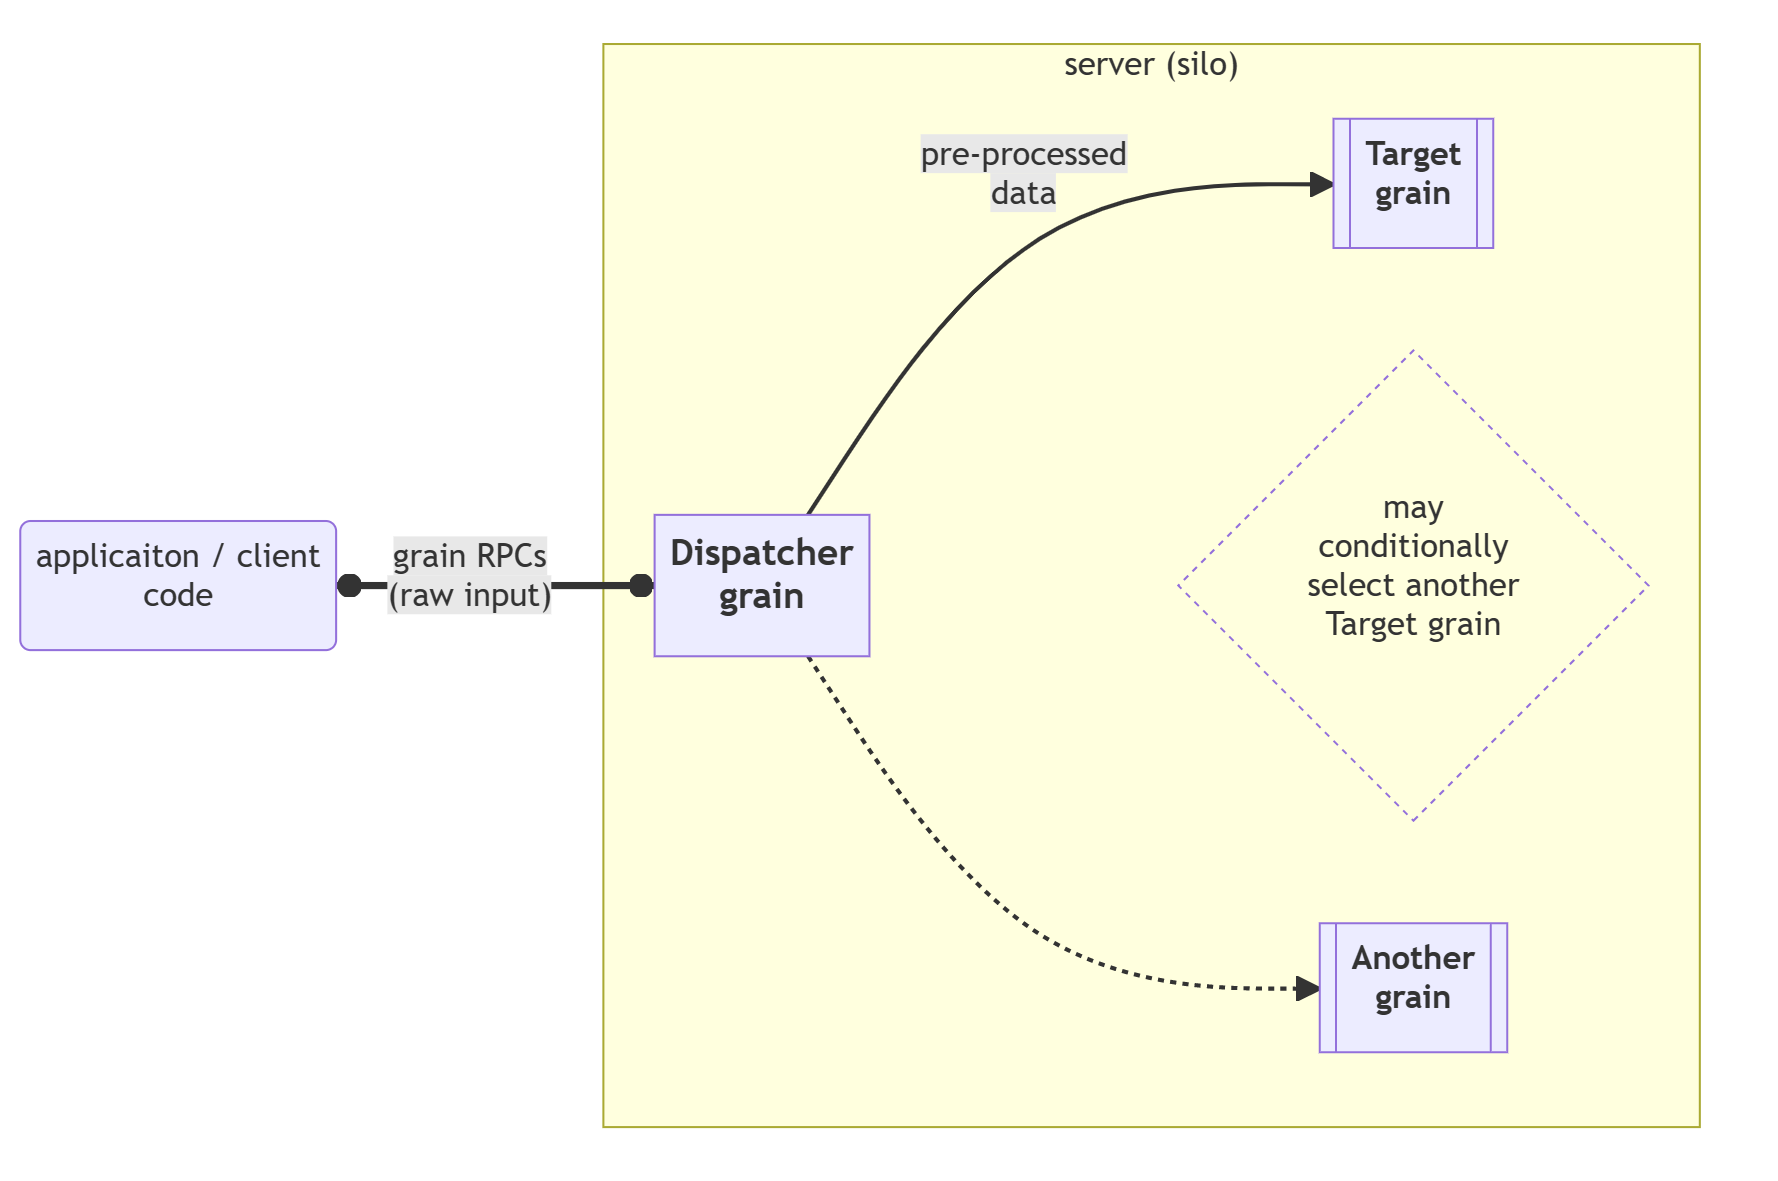 server (silo)
pre-processed
data
Target
grain
applicaiton / client
code
grain RPCs
(raw input)
Dispatcher
grain
may
conditionally
select another
Target grain
Another
grain